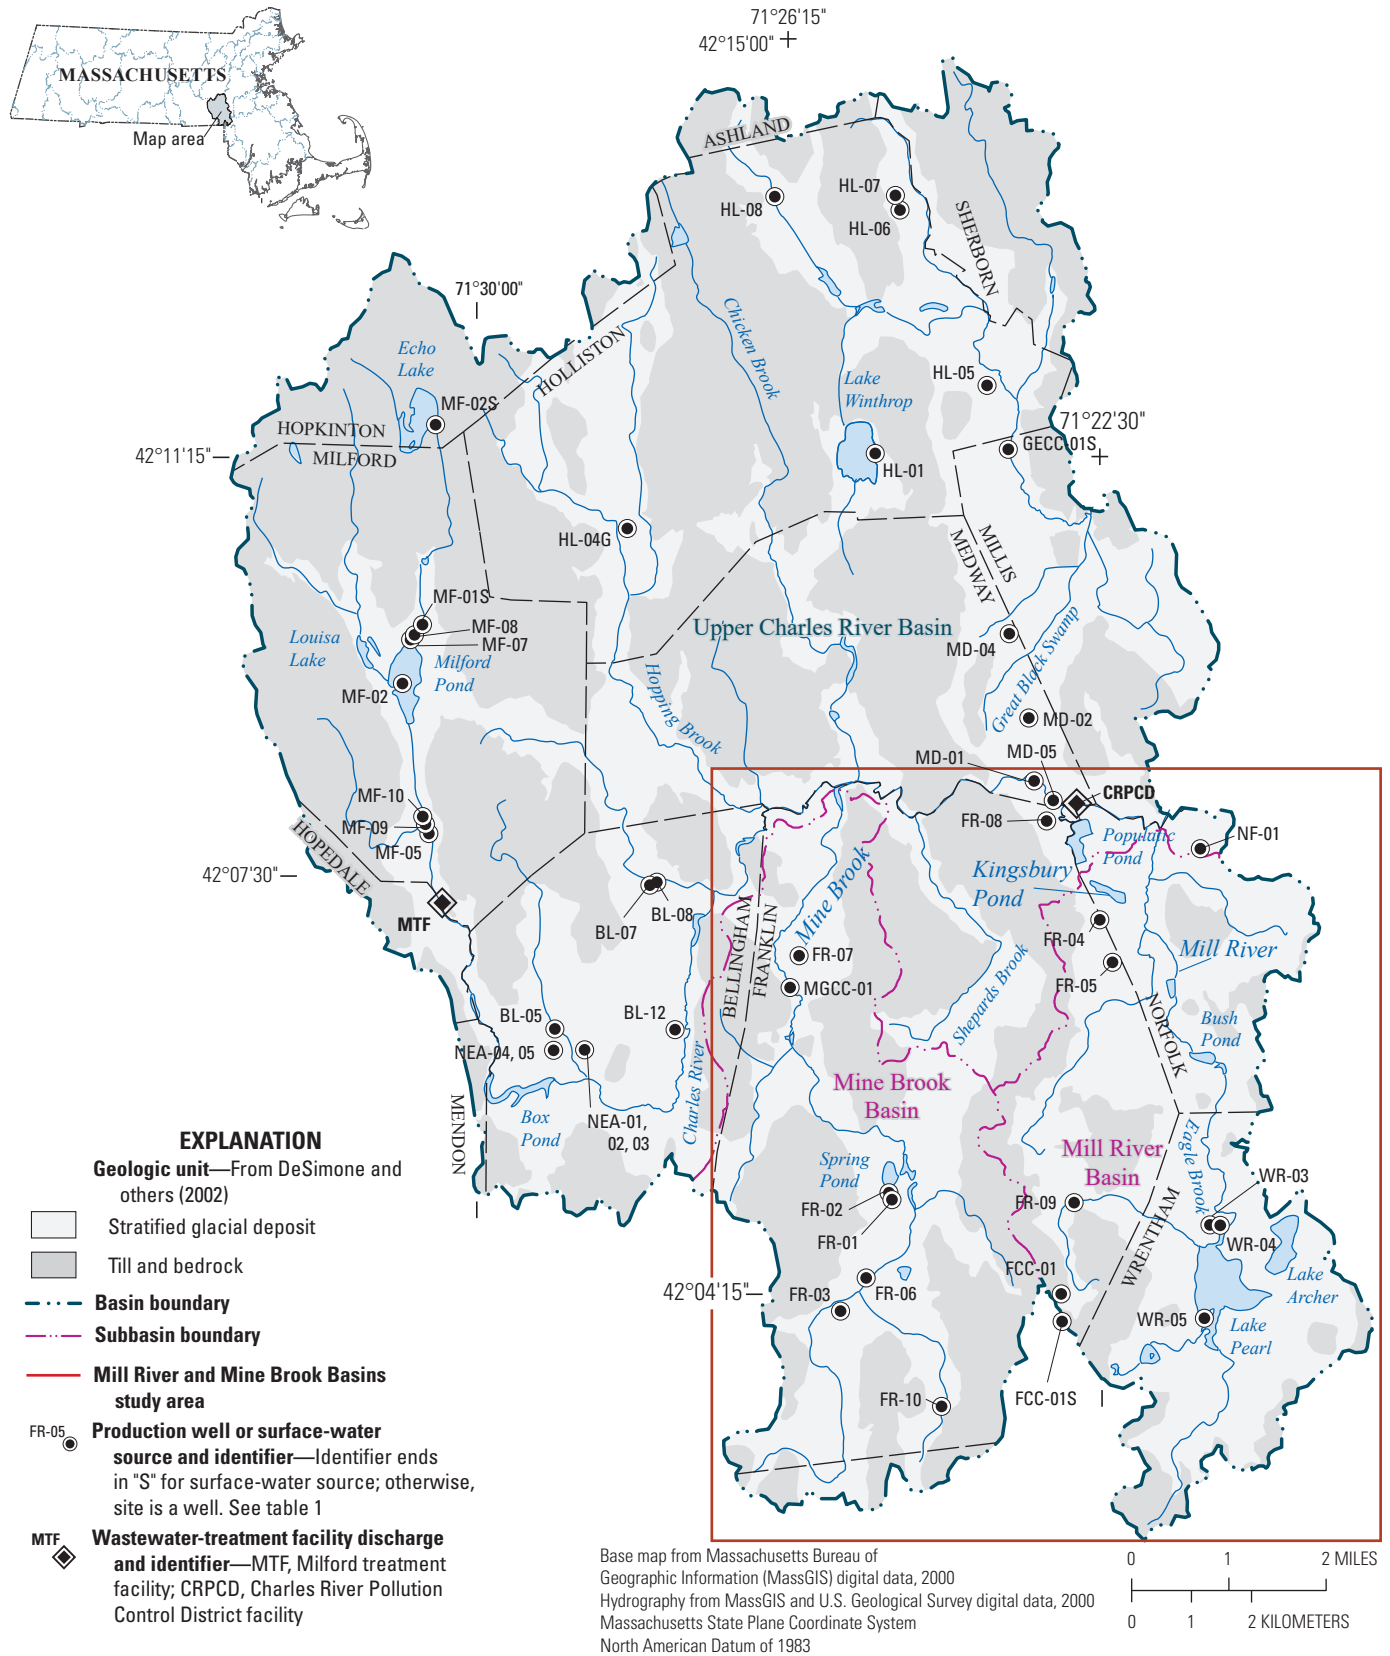 71°26'15"
42°15'00"
MASSACHUSETTS
Map area
ASHLAND
HL-07
HL-08
HL-06
SHERBORN
71°30'00"
Chicken Brook
Echo
Lake
HOLLISTON
HL-05
Lake
Winthrop
MF-02S
71°22'30"
HOPKINTON
GECC-01S
42°11'15"
MILFORD
HL-01
HL-04G
MILLIS
MEDWAY
MF-01S
MF-08
MF-07
Upper Charles River Basin
Louisa
Lake
Milford
Pond
MD-04
Great Black Swamp
MF-02
Hopping Brook
MD-02
MD-05
MD-01
CRPCD
MF-10
MF-09
MF-05
FR-08
Populatic
Pond
NF-01
HOPEDALE
42°07'30"
Mine Brook
Kingsbury
Pond
BL-08
BL-07
MTF
BELLINGHAM
FRANKLIN
FR-04
FR-07
Mill River
FR-05
MGCC-01
Shepards Brook
NORFOLK
BL-05
BL-12
NEA-04, 05
Bush
Pond
Charles River
Mine Brook
Basin
MENDON
Box
Pond
NEA-01,
02, 03
Eagle Brook
Mill River
Basin
Spring
Pond
WR-03
FR-02
FR-09
FR-01
WR-04
WRENTHAM
FCC-01
Lake
Archer
42°04'15"
FR-03
FR-06
WR-05
Lake
Pearl
FR-10
FCC-01S
EXPLANATION
Geologic unit—From DeSimone and
others (2002)
Stratified glacial deposit
Till and bedrock
Basin boundary
Subbasin boundary
Mill River and Mine Brook Basins
study area
FR-05
Production well or surface-water
source and identifier—Identifier ends
in "S" for surface-water source; otherwise,
site is a well. See table 1
MTF
Wastewater-treatment facility discharge
and identifier—MTF, Milford treatment
facility; CRPCD, Charles River Pollution
Control District facility
Base map from Massachusetts Bureau of
Geographic Information (MassGIS) digital data, 2000
Hydrography from MassGIS and U.S. Geological Survey digital data, 2000
Massachusetts State Plane Coordinate System
North American Datum of 1983
0 1 2 MILES
0 1 2 KILOMETERS